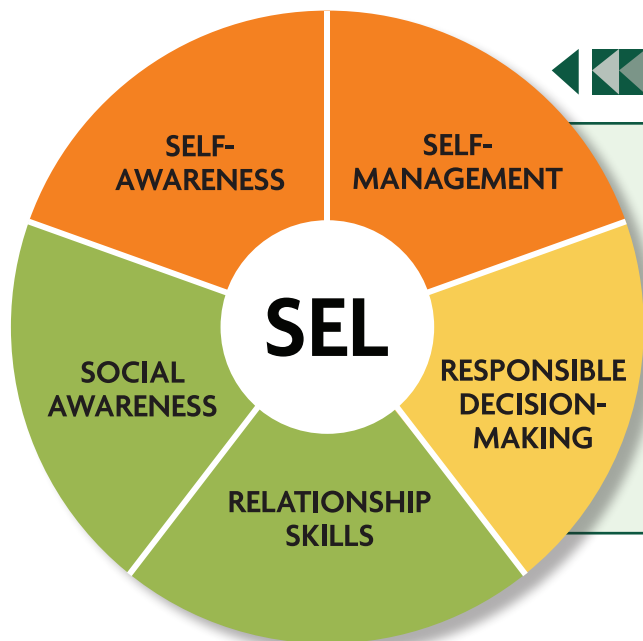 SELF-
AWARENESS
SELF-
MANAGEMENT
SEL
SOCIAL
AWARENESS
RESPONSIBLE
DECISION-
MAKING
RELATIONSHIP
SKILLS